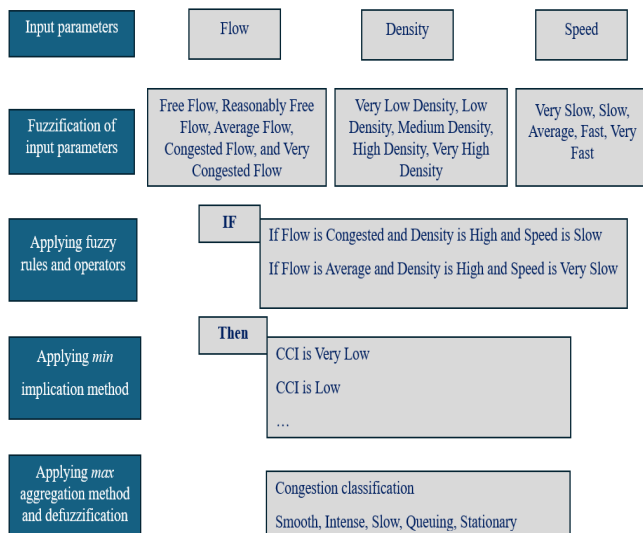 Input parameters
Flow
Density
Speed
Fuzzification of
input parameters
Free Flow, Reasonably Free
Flow, Average Flow,
Congested Flow, and Very
Congested Flow
Very Low Density, Low
Density, Medium Density,
High Density, Very High
Density
Very Slow, Slow,
Average, Fast, Very
Fast
Applying fuzzy
rules and operators
IF
If Flow is Congested and Density is High and Speed is Slow
If Flow is Average and Density is High and Speed is Very Slow
Applying min
implication method
Then
CCI is Very Low
CCI is Low
…
Applying max
aggregation method
and defuzzification
Congestion classification
Smooth, Intense, Slow, Queuing, Stationary